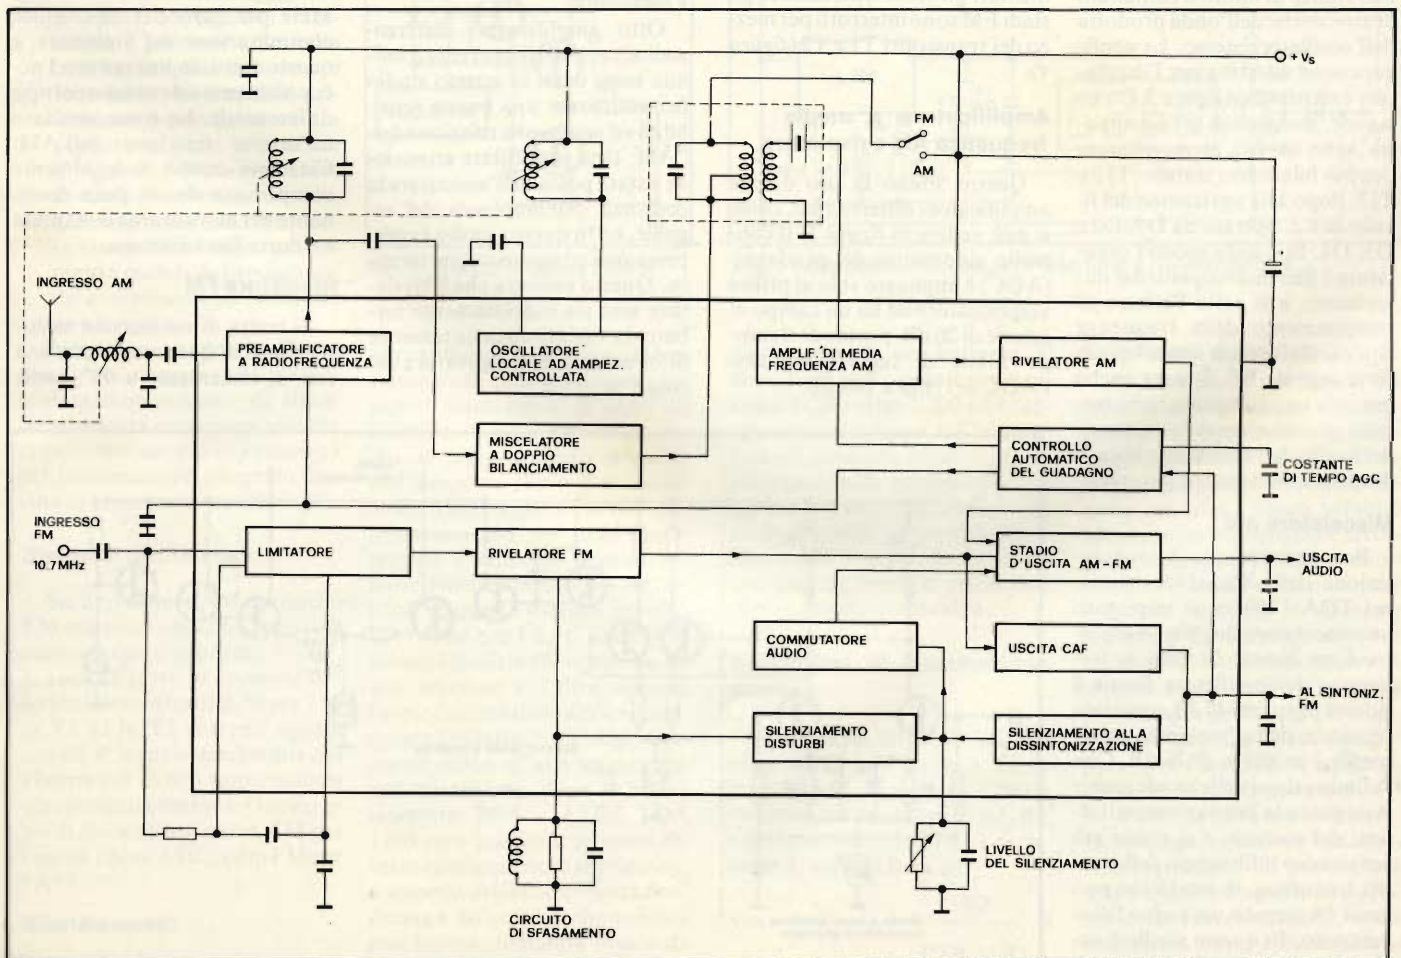 + Vs
FM
AM
INGRESSO AM
PREAMPLIFICATORE
A RADIOFREQUENZA
OSCILLATORE
LOCALE AD AMPIEZ.
CONTROLLATA
AMPLIF. DI MEDIA
FREQUENZA AM
RIVELATORE AM
MISCELATORE
A DOPPIO
BILANCIAMENTO
CONTROLLO
AUTOMATICO
DEL GUADAGNO
COSTANTE
DI TEMPO AGC
INGRESSO
FM
10.7 MHz
LIMITATORE
RIVELATORE FM
STADIO
D'USCITA AM-FM
USCITA
AUDIO
COMMUTATORE
AUDIO
USCITA CAF
AL SINTONIZ.
FM
SILENZIAMENTO
DISTURBI
SILENZIAMENTO ALLA
DISSINTONIZZAZIONE
LIVELLO
DEL SILENZIAMENTO
CIRCUITO
DI SFASAMENTO